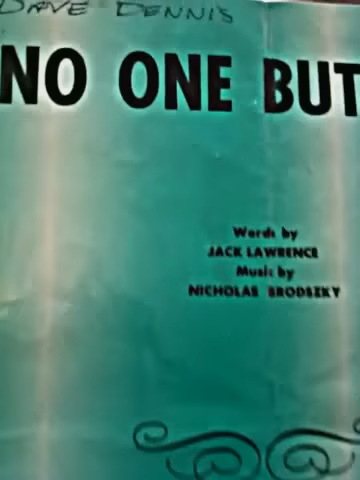 DAVE DENNIS
NO ONE BUT
Words by
JACK LAWRENCE
Music by
NICHOLAS BRODSZKY